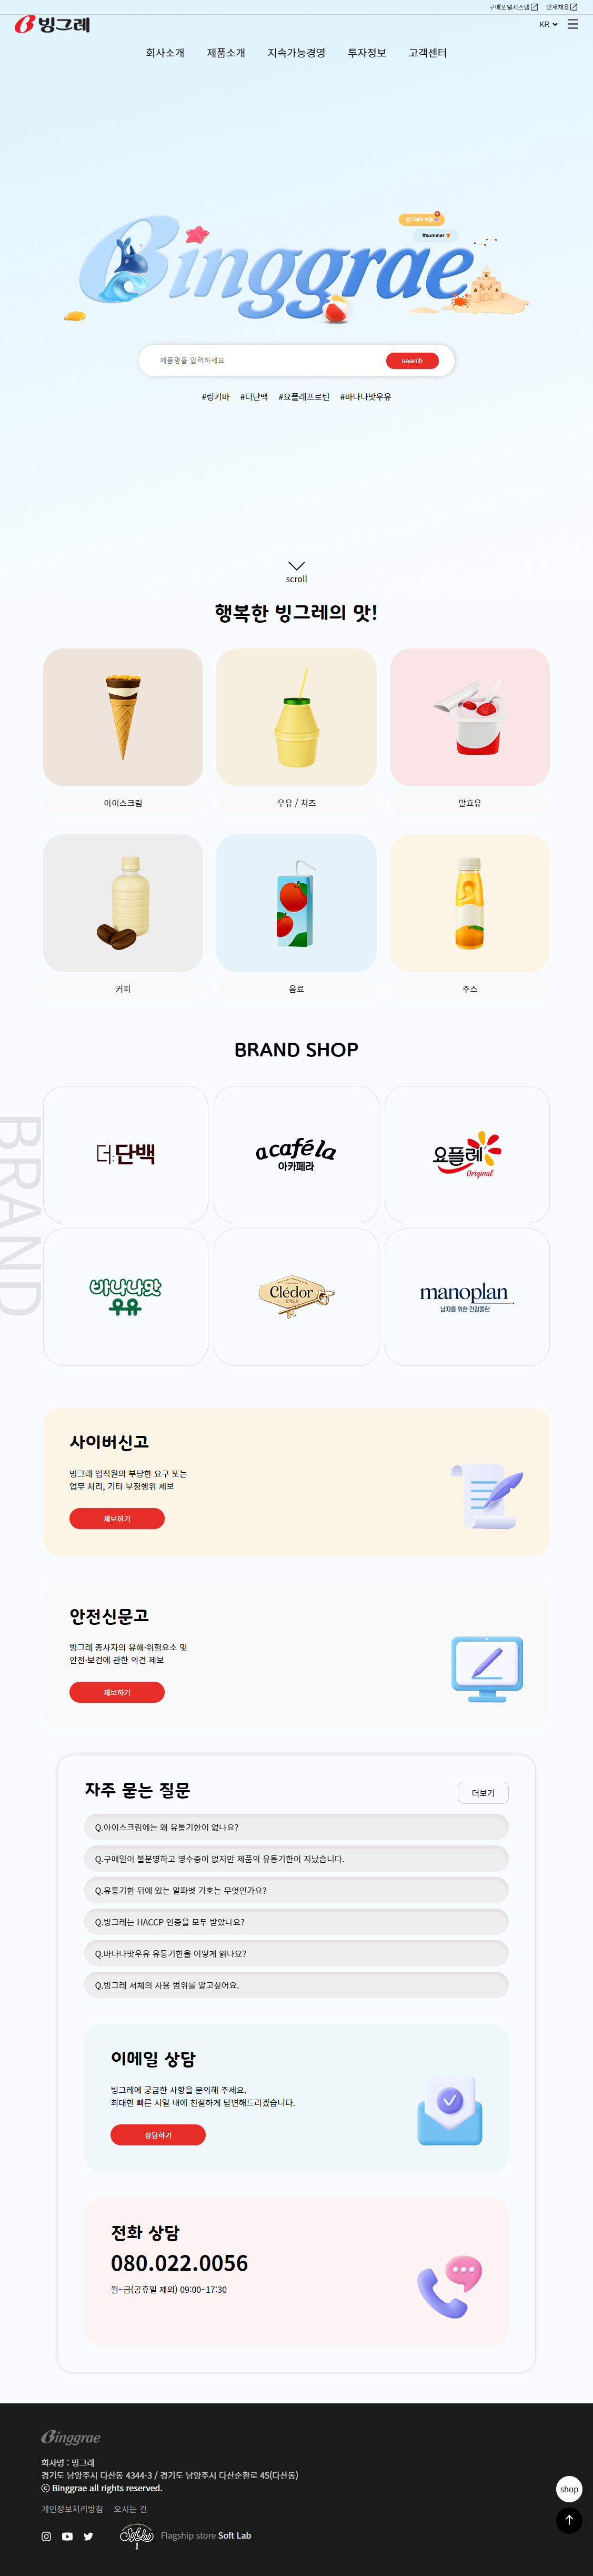 구매포털시스템 인재채용
빙그레
KR
회사소개 제품소개 지속가능경영 투자정보 고객센터
빙그레의 여름
#summer
Binggrae
제품명을 입력하세요
search
#링키바 #더단백 #요플레프로틴 #바나나맛우유
scroll
행복한 빙그레의 맛!
아이스크림 우유 / 치즈 발효유
커피 음료 주스
BRAND SHOP
BRAND
더:단백
acaféla
아카페라
요플레
Original
바나나맛
우유
Clédor
끌레도르
manoplan
남자를 위한 건강플랜
사이버신고
빙그레 임직원의 부당한 요구 또는
업무 처리, 기타 부정행위 제보
제보하기
안전신문고
빙그레 종사자의 유해·위험요소 및
안전·보건에 관한 의견 제보
제보하기
자주 묻는 질문
더보기
Q.아이스크림에는 왜 유통기한이 없나요?
Q.구매일이 불분명하고 영수증이 없지만 제품의 유통기한이 지났습니다.
Q.유통기한 뒤에 있는 알파벳 기호는 무엇인가요?
Q.빙그레는 HACCP 인증을 모두 받았나요?
Q.바나나맛우유 유통기한을 어떻게 읽나요?
Q.빙그레 서체의 사용 범위를 알고싶어요.
이메일 상담
빙그레에 궁금한 사항을 문의해 주세요.
최대한 빠른 시일 내에 친절하게 답변해드리겠습니다.
상담하기
전화 상담
080.022.0056
월~금(공휴일 제외) 09:00~17:30
Binggrae
회사명 : 빙그레
경기도 남양주시 다산동 4344-3 / 경기도 남양주시 다산순환로 45(다산동)
ⓒ Binggrae all rights reserved.
개인정보처리방침 오시는 길
SoftLab
Flagship store Soft Lab
shop